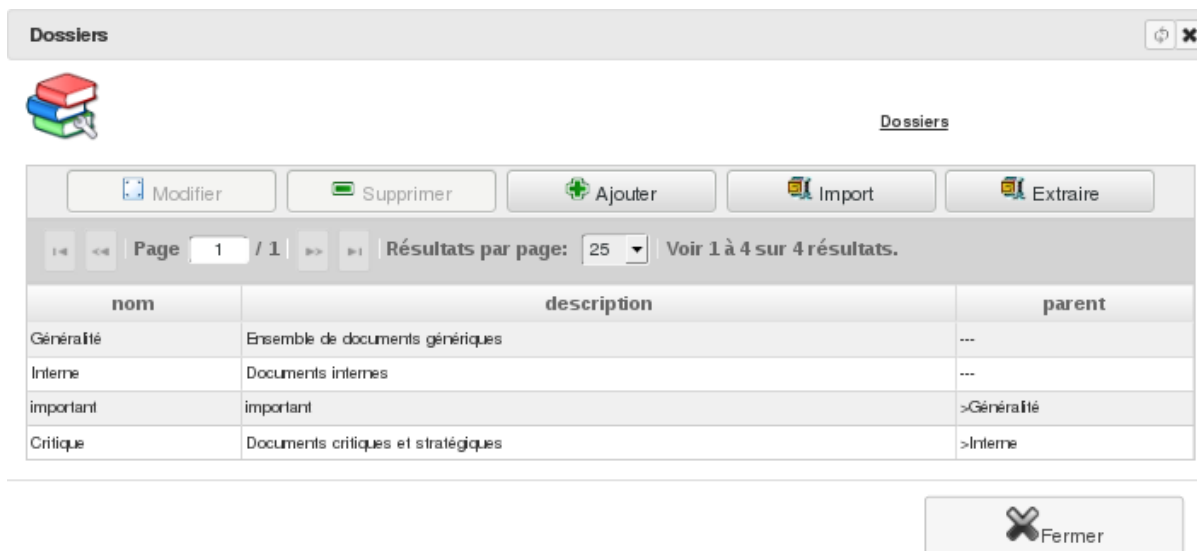 Dossiers
Dossiers
Modifier Supprimer Ajouter Import Extraire
Page 1 / 1 Résultats par page: 25 Voir 1 à 4 sur 4 résultats.
nom description parent
Généralité Ensemble de documents génériques ---
Interne Documents internes ---
important important >Généralité
Critique Documents critiques et stratégiques >Interne
Fermer